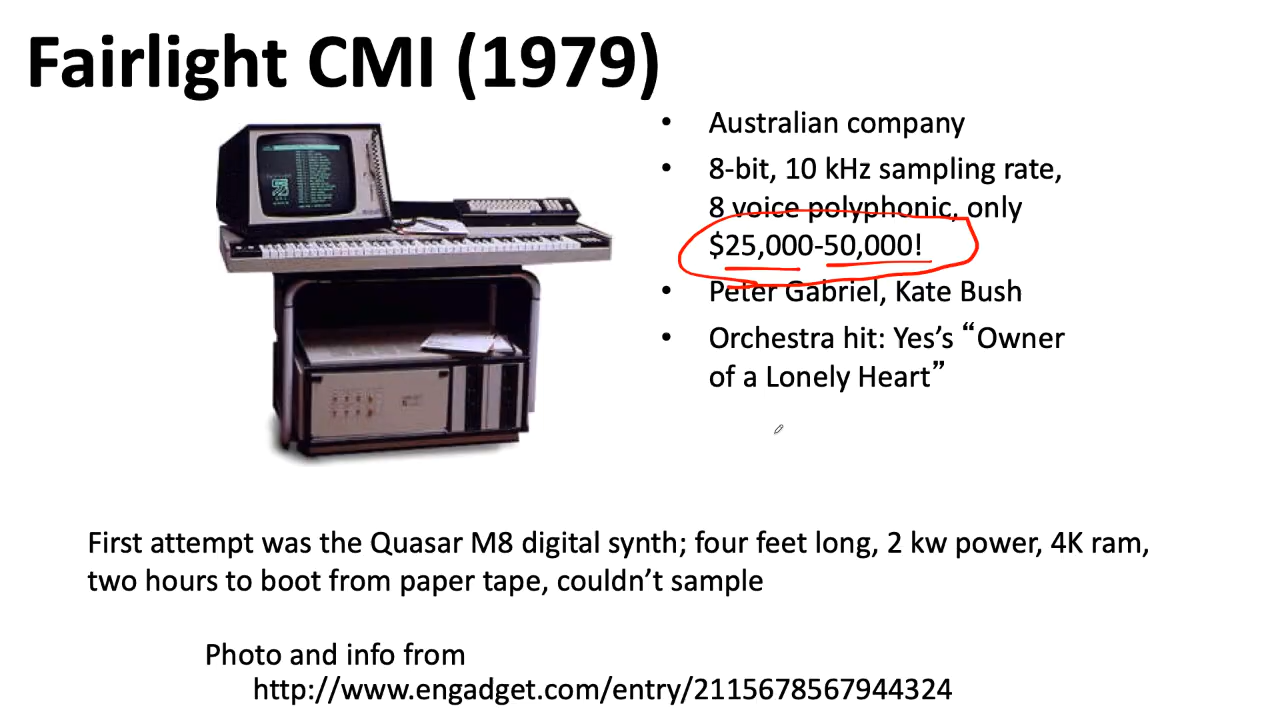 Fairlight CMI (1979)
• Australian company
• 8-bit, 10 kHz sampling rate,
8 voice polyphonic, only
$25,000-50,000!
• Peter Gabriel, Kate Bush
• Orchestra hit: Yes’s “Owner
of a Lonely Heart”
First attempt was the Quasar M8 digital synth; four feet long, 2 kw power, 4K ram,
two hours to boot from paper tape, couldn’t sample
Photo and info from
http://www.engadget.com/entry/2115678567944324